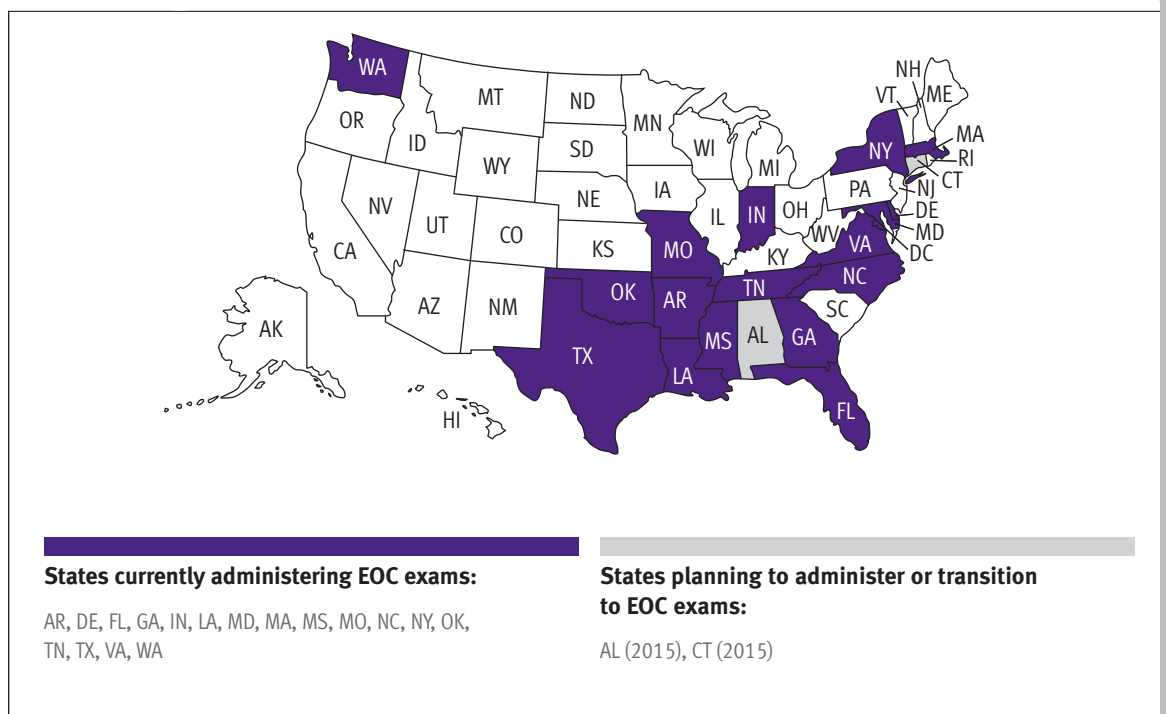 WA
MT
ND
MN
OR
ID
WY
SD
WI
MI
NH
VT
ME
NY
MA
RI
CT
NJ
PA
DE
MD
DC
NV
UT
CO
NE
IA
IL
IN
OH
WV
VA
CA
AZ
NM
KS
MO
KY
OK
AR
TN
NC
SC
TX
LA
MS
AL
GA
FL
AK
HI
States currently administering EOC exams:
AR, DE, FL, GA, IN, LA, MD, MA, MS, MO, NC, NY, OK,
TN, TX, VA, WA
States planning to administer or transition
to EOC exams:
AL (2015), CT (2015)